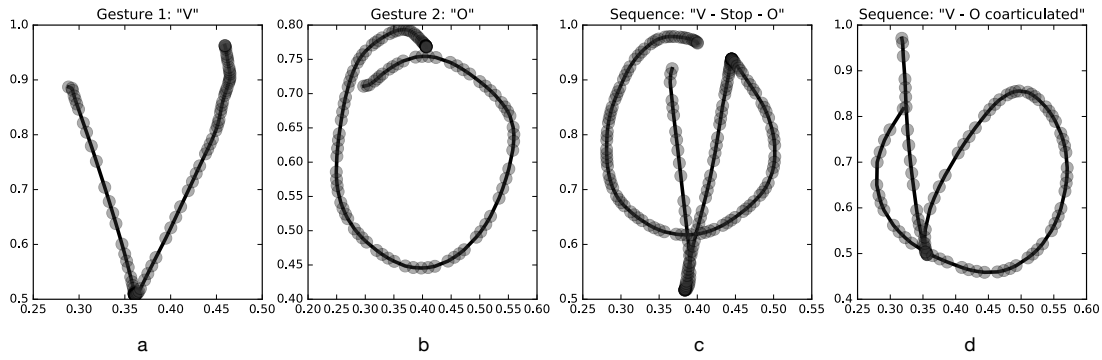 Gesture 1: "V"
1.0
0.9
0.8
0.7
0.6
0.5
0.25 0.30 0.35 0.40 0.45 0.50
a
Gesture 2: "O"
0.80
0.75
0.70
0.65
0.60
0.55
0.50
0.45
0.40
0.20 0.25 0.30 0.35 0.40 0.45 0.50 0.55 0.60
b
Sequence: "V - Stop - O"
1.0
0.9
0.8
0.7
0.6
0.5
0.25 0.30 0.35 0.40 0.45 0.50 0.55
c
Sequence: "V - O coarticulated"
1.0
0.9
0.8
0.7
0.6
0.5
0.4
0.25 0.30 0.35 0.40 0.45 0.50 0.55 0.60
d